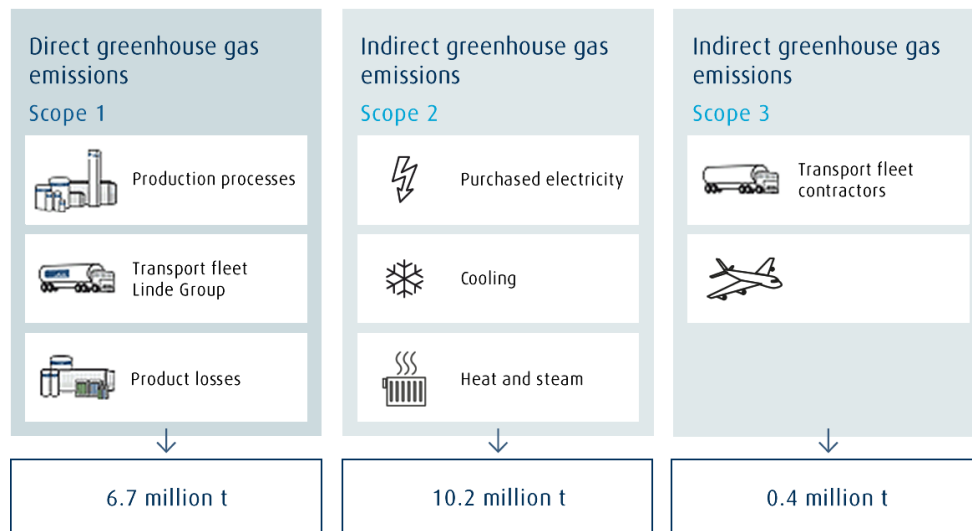 Direct greenhouse gas
emissions
Scope 1
Production processes
Transport fleet
Linde Group
Product losses
6.7 million t
Indirect greenhouse gas
emissions
Scope 2
Purchased electricity
Cooling
Heat and steam
10.2 million t
Indirect greenhouse gas
emissions
Scope 3
Transport fleet
contractors
0.4 million t